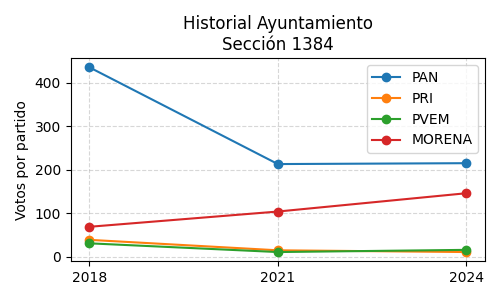 Historial Ayuntamiento
Sección 1384
Votos por partido
400
300
200
100
0
2018
2021
2024
PAN
PRI
PVEM
MORENA